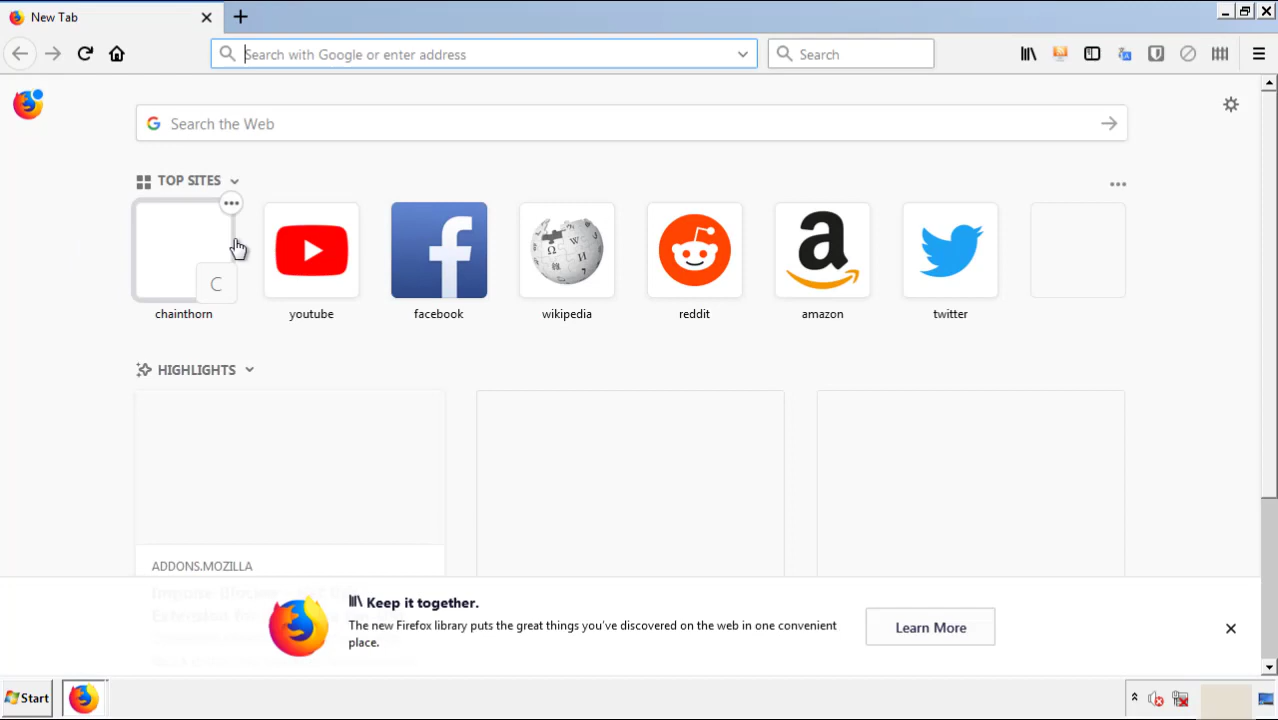 New Tab
Search with Google or enter address
Search
Search the Web
TOP SITES
C
chainthorn
youtube
facebook
wikipedia
reddit
amazon
twitter
HIGHLIGHTS
ADDONS.MOZILLA
Keep it together.
The new Firefox library puts the great things you've discovered on the web in one convenient
place.
Learn More
Start